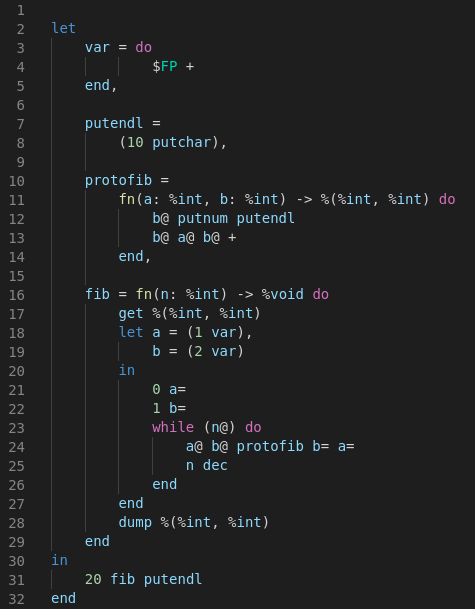 1
2 let
3     var = do
4             $FP +
5     end,
6
7     putendl =
8         (10 putchar),
9
10     protofib =
11         fn(a: %int, b: %int) -> %(%int, %int) do
12             b@ putnum putendl
13             b@ a@ b@ +
14         end,
15
16     fib = fn(n: %int) -> %void do
17         get %(%int, %int)
18         let a = (1 var),
19             b = (2 var)
20         in
21             0 a=
22             1 b=
23             while (n@) do
24                 a@ b@ protofib b= a=
25                 n dec
26             end
27         end
28         dump %(%int, %int)
29     end
30 in
31     20 fib putendl
32 end